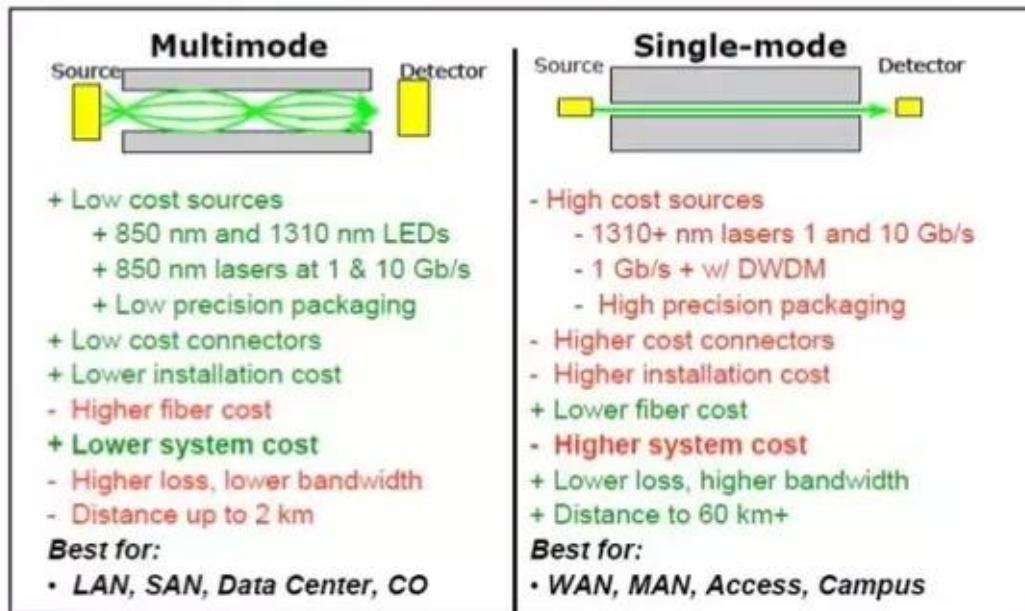 Multimode
Source
Detector
+ Low cost sources
+ 850 nm and 1310 nm LEDs
+ 850 nm lasers at 1 & 10 Gb/s
+ Low precision packaging
+ Low cost connectors
+ Lower installation cost
- Higher fiber cost
+ Lower system cost
- Higher loss, lower bandwidth
- Distance up to 2 km
Best for:
• LAN, SAN, Data Center, CO
Single-mode
Source
Detector
- High cost sources
- 1310+ nm lasers 1 and 10 Gb/s
- 1 Gb/s + w/ DWDM
- High precision packaging
- Higher cost connectors
- Higher installation cost
+ Lower fiber cost
- Higher system cost
+ Lower loss, higher bandwidth
+ Distance to 60 km+
Best for:
• WAN, MAN, Access, Campus